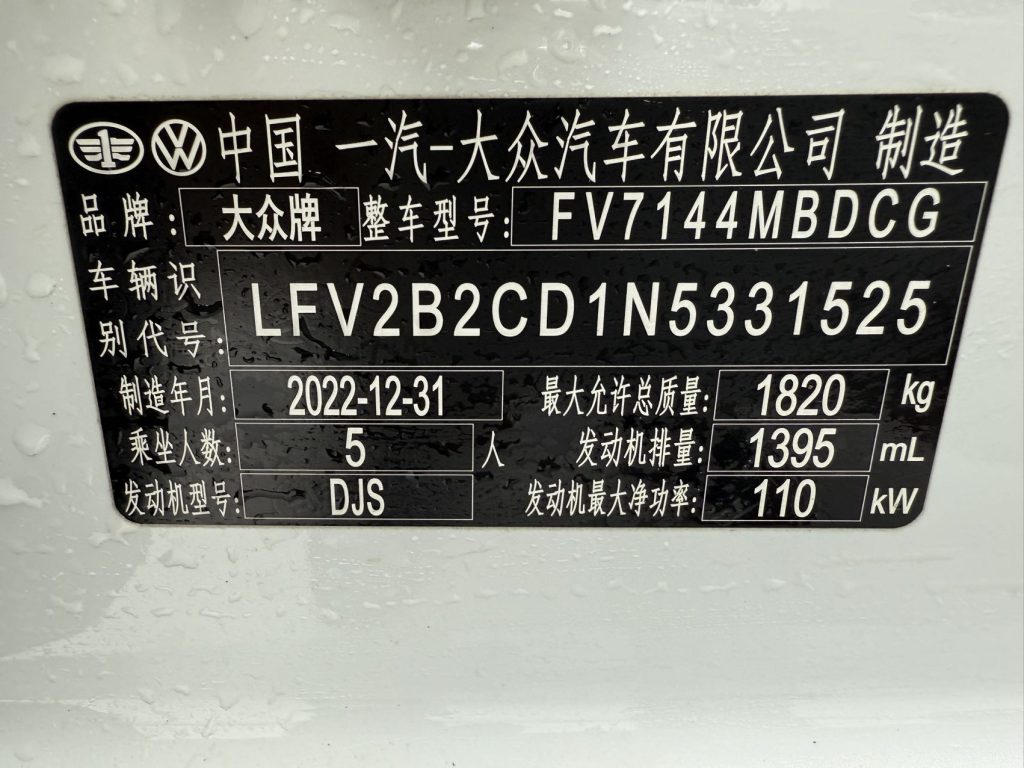 中国 一汽-大众汽车有限公司 制造
品牌: 大众牌 整车型号: FV7144MBDCG
车辆识别代号: LFV2B2CD1N5331525
制造年月: 2022-12-31 最大允许总质量: 1820 kg
乘坐人数: 5 人 发动机排量: 1395 mL
发动机型号: DJS 发动机最大净功率: 110 kW